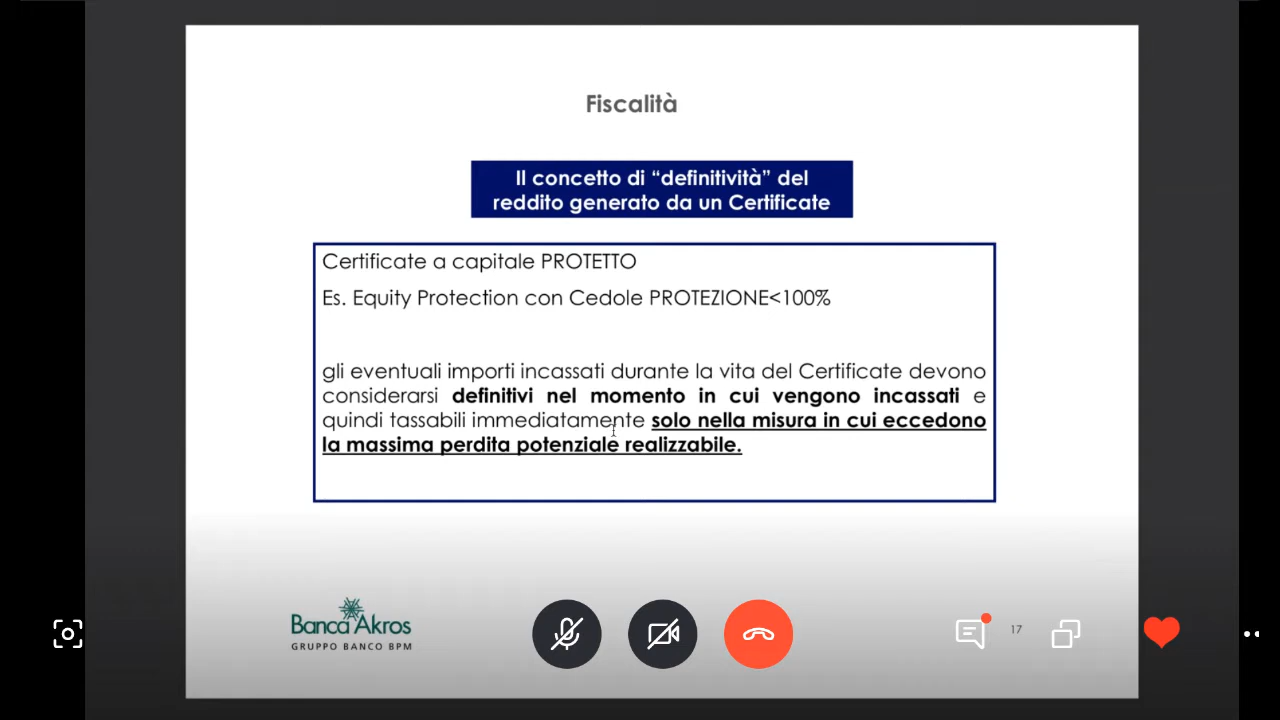 Fiscalità
Il concetto di “definitività” del
reddito generato da un Certificate
Certificate a capitale PROTETTO
Es. Equity Protection con Cedole PROTEZIONE<100%
gli eventuali importi incassati durante la vita del Certificate devono
considerarsi definitivi nel momento in cui vengono incassati e
quindi tassabili immediatamente solo nella misura in cui eccedono
la massima perdita potenziale realizzabile.
Banca Akros
GRUPPO BANCO BPM
17